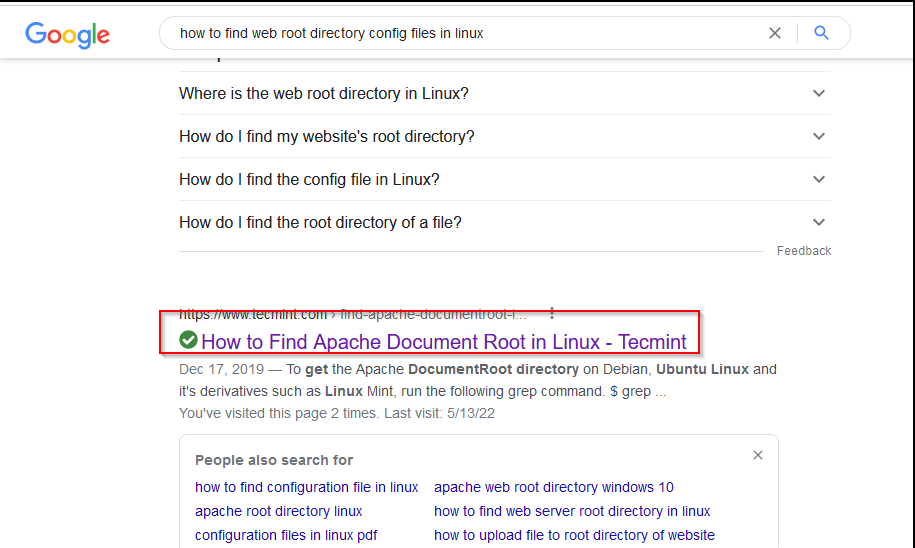 Google
how to find web root directory config files in linux
Where is the web root directory in Linux?
How do I find my website's root directory?
How do I find the config file in Linux?
How do I find the root directory of a file?
Feedback
https://www.tecmint.com › find-apache-documentroot-i...
How to Find Apache Document Root in Linux - Tecmint
Dec 17, 2019 — To get the Apache DocumentRoot directory on Debian, Ubuntu Linux and
it's derivatives such as Linux Mint, run the following grep command. $ grep ...
You've visited this page 2 times. Last visit: 5/13/22
People also search for
how to find configuration file in linux apache web root directory windows 10
apache root directory linux how to find web server root directory in linux
configuration files in linux pdf how to upload file to root directory of website